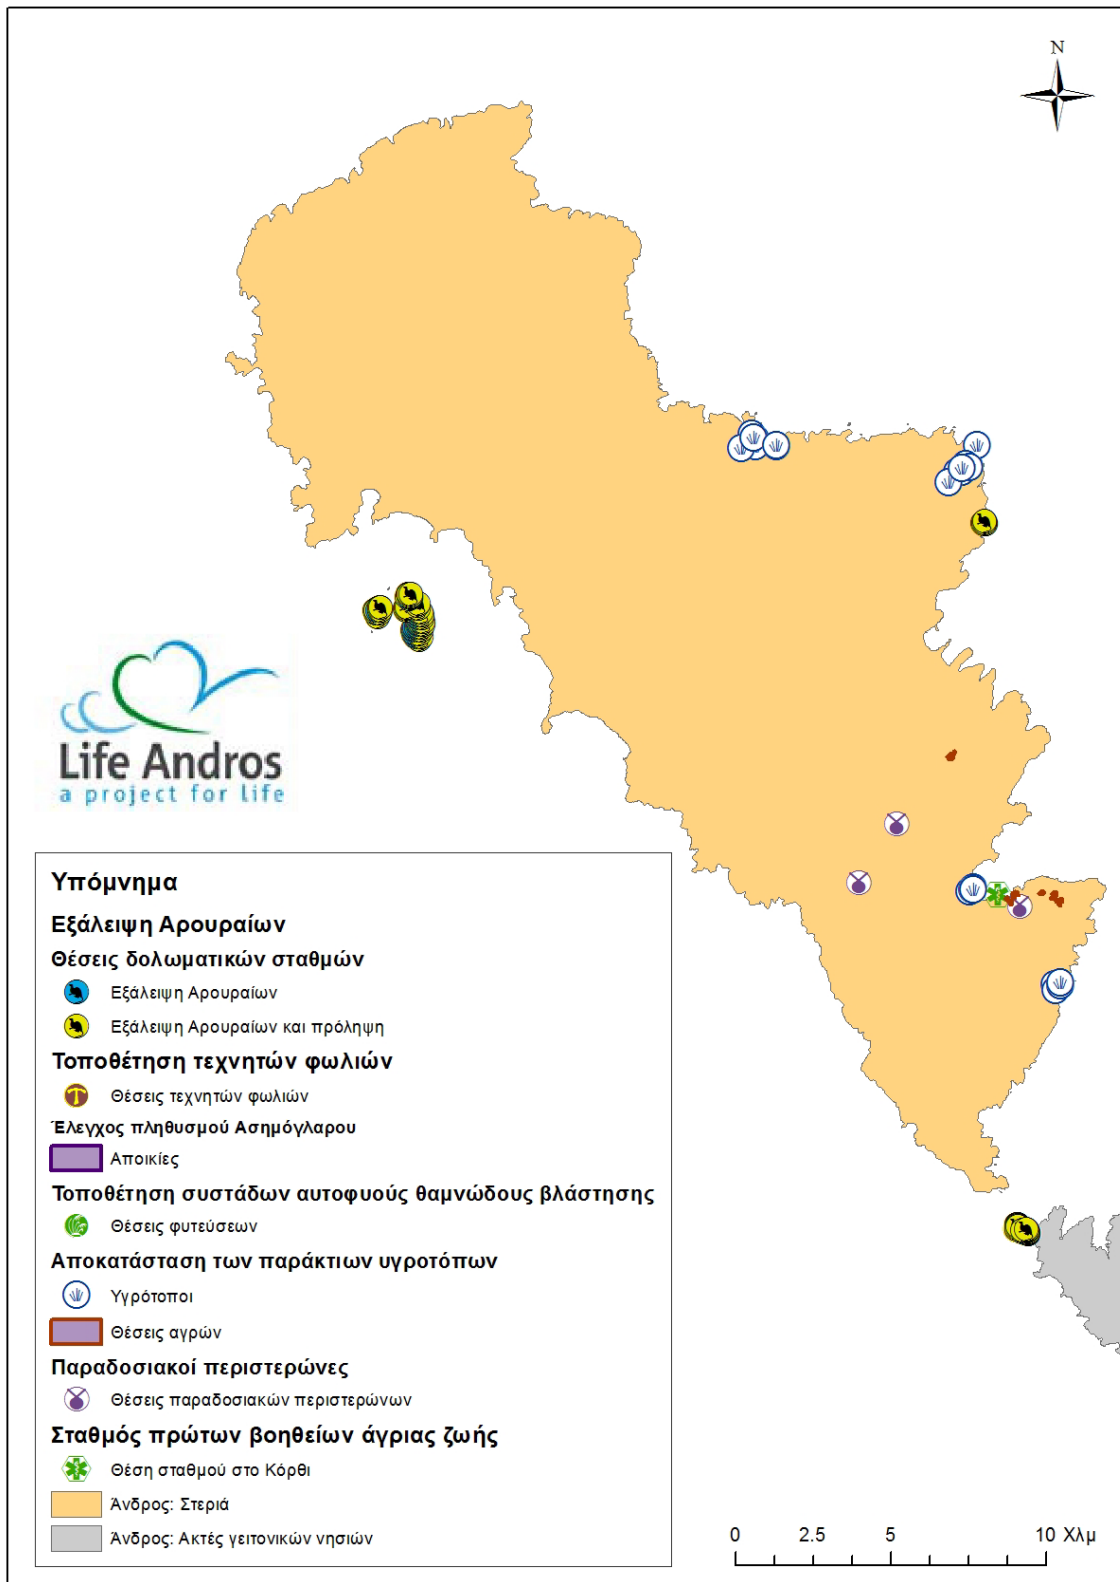 N
Life Andros
a project for life
Υπόμνημα
Εξάλειψη Αρουραίων
Θέσεις δολωματικών σταθμών
Εξάλειψη Αρουραίων
Εξάλειψη Αρουραίων και πρόληψη
Τοποθέτηση τεχνητών φωλιών
Θέσεις τεχνητών φωλιών
Έλεγχος πληθυσμού Ασημόγλαρου
Αποικίες
Τοποθέτηση συστάδων αυτοφυούς θαμνώδους βλάστησης
Θέσεις φυτεύσεων
Αποκατάσταση των παράκτιων υγροτόπων
Υγρότοποι
Θέσεις αγρών
Παραδοσιακοί περιστερώνες
Θέσεις παραδοσιακών περιστερώνων
Σταθμός πρώτων βοηθείων άγριας ζωής
Θέση σταθμού στο Κόρθι
Άνδρος: Στεριά
Άνδρος: Ακτές γειτονικών νησιών
0 2.5 5 10 Χλμ